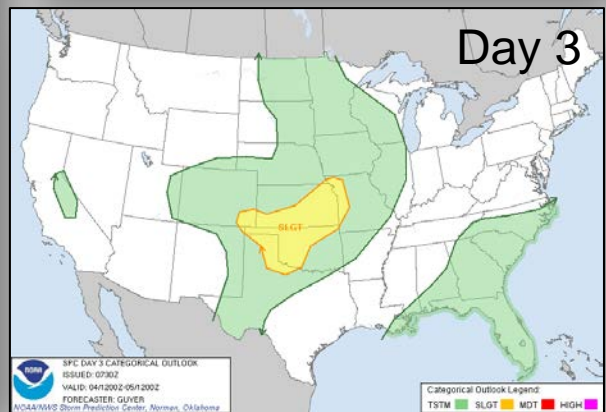 Day 3
SLGT
NOAA
SPC DAY 3 CATEGORICAL OUTLOOK
ISSUED: 0730Z
VALID: 04/1200Z-05/1200Z
FORECASTER: GUYER
NOAA/NWS Storm Prediction Center, Norman, Oklahoma
Categorical Outlook Legend:
TSTM SLGT MDT HIGH